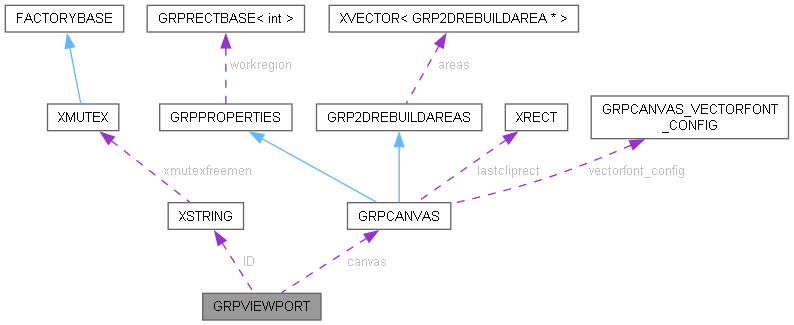 FACTORYBASE
GRPRECTBASE< int >
XVECTOR< GRP2DREBUILDAREA * >
workregion
areas
XMUTEX
GRPPROPERTIES
GRP2DREBUILDAREAS
XRECT
GRPCANVAS_VECTORFONT
_CONFIG
xmutexfreemen
lastcliprect
vectorfont_config
XSTRING
GRPCANVAS
ID
canvas
GRPVIEWPORT